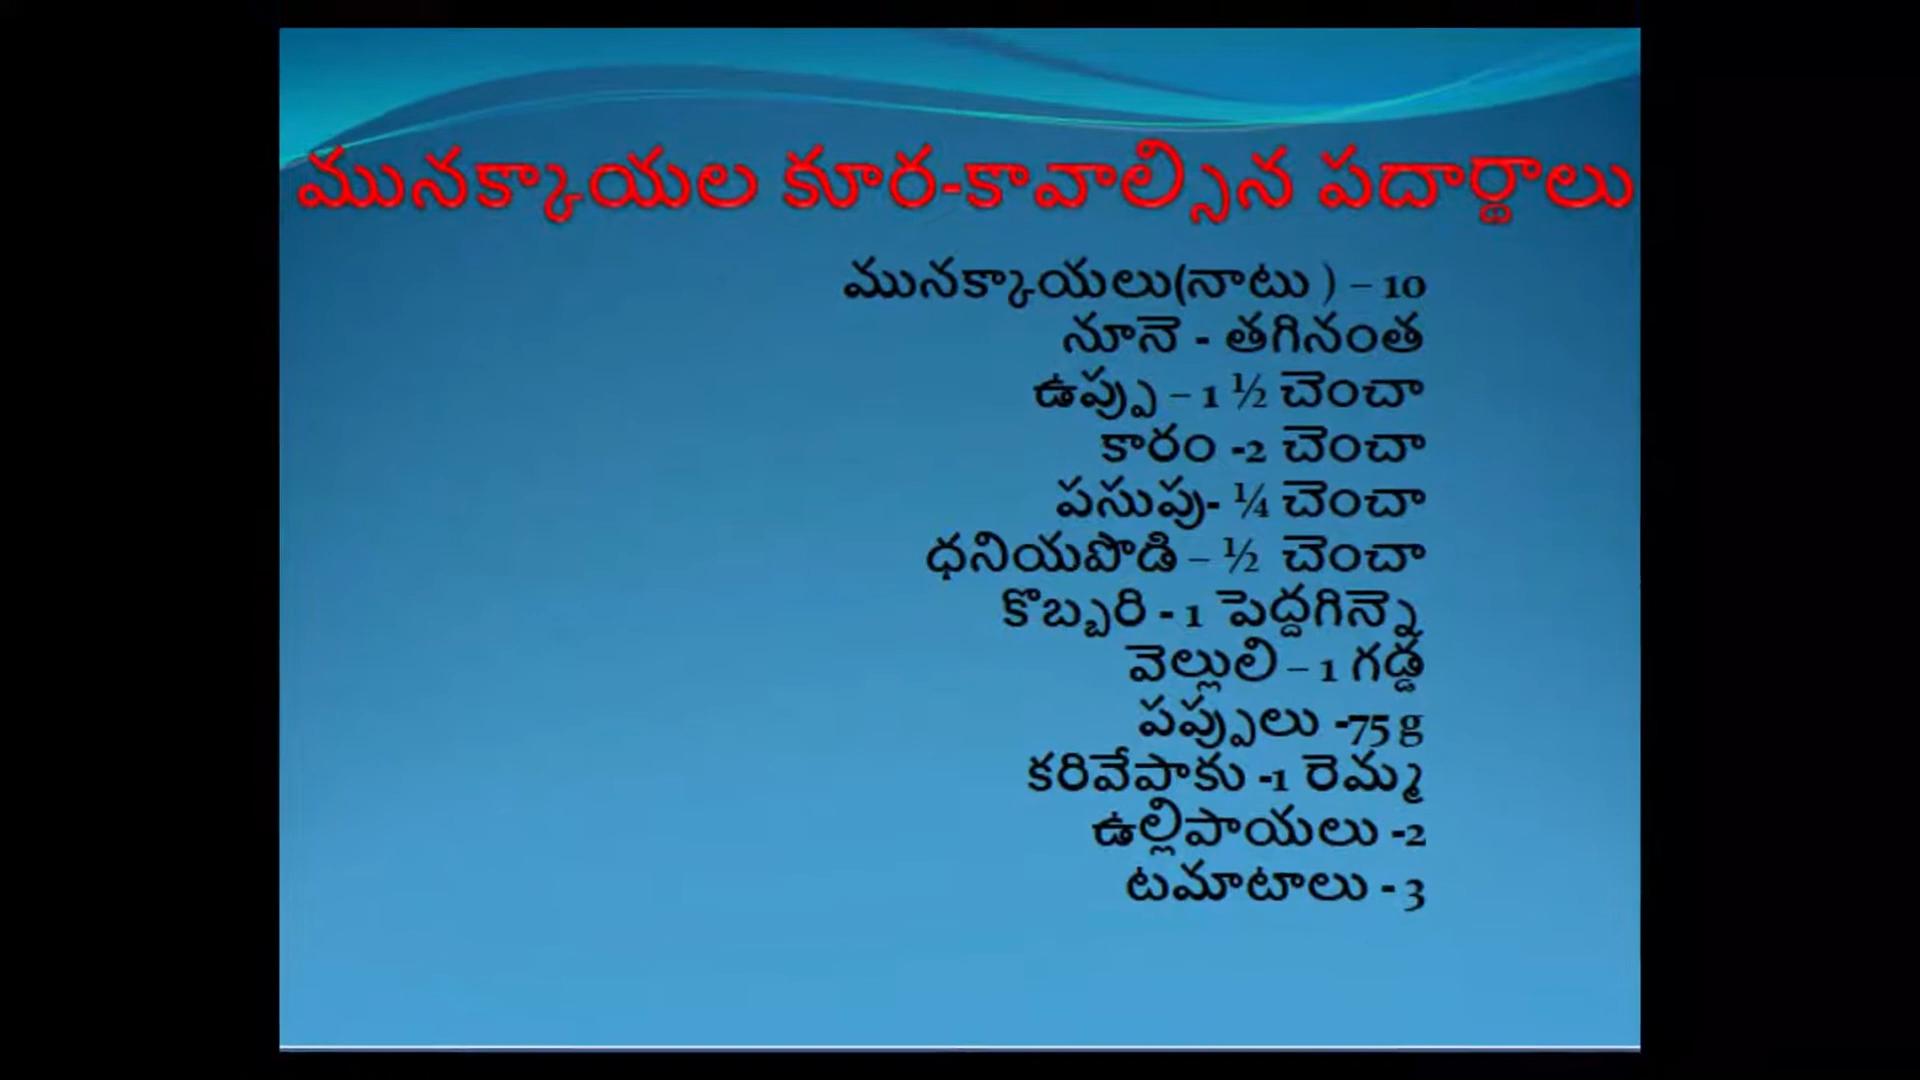 మునక్కాయల కూర-కావాల్సిన పదార్ధాలు
మునక్కాయలు(నాటు ) – 10
నూనె - తగినంత
ఉప్పు – 1 ½ చెంచా
కారం -2 చెంచా
పసుపు- ¼ చెంచా
ధనియపొడి – ½ చెంచా
కొబ్బరి - 1 పెద్దగిన్నె
వెల్లులి – 1 గడ్డ
పప్పులు -75 g
కరివేపాకు -1 రెమ్మ
ఉల్లిపాయలు -2
టమాటాలు - 3